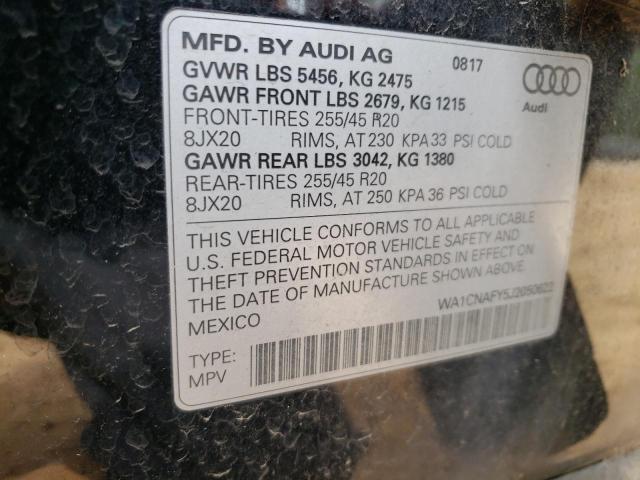 MFD. BY AUDI AG 0817
GVWR LBS 5456, KG 2475
GAWR FRONT LBS 2679, KG 1215
FRONT-TIRES 255/45 R20
8JX20 RIMS, AT 230 KPA 33 PSI COLD
GAWR REAR LBS 3042, KG 1380
REAR-TIRES 255/45 R20
8JX20 RIMS, AT 250 KPA 36 PSI COLD
Audi
THIS VEHICLE CONFORMS TO ALL APPLICABLE
U.S. FEDERAL MOTOR VEHICLE SAFETY AND
THEFT PREVENTION STANDARDS IN EFFECT ON
THE DATE OF MANUFACTURE SHOWN ABOVE.
MEXICO WA1CNAFY5J2050622
TYPE:
MPV